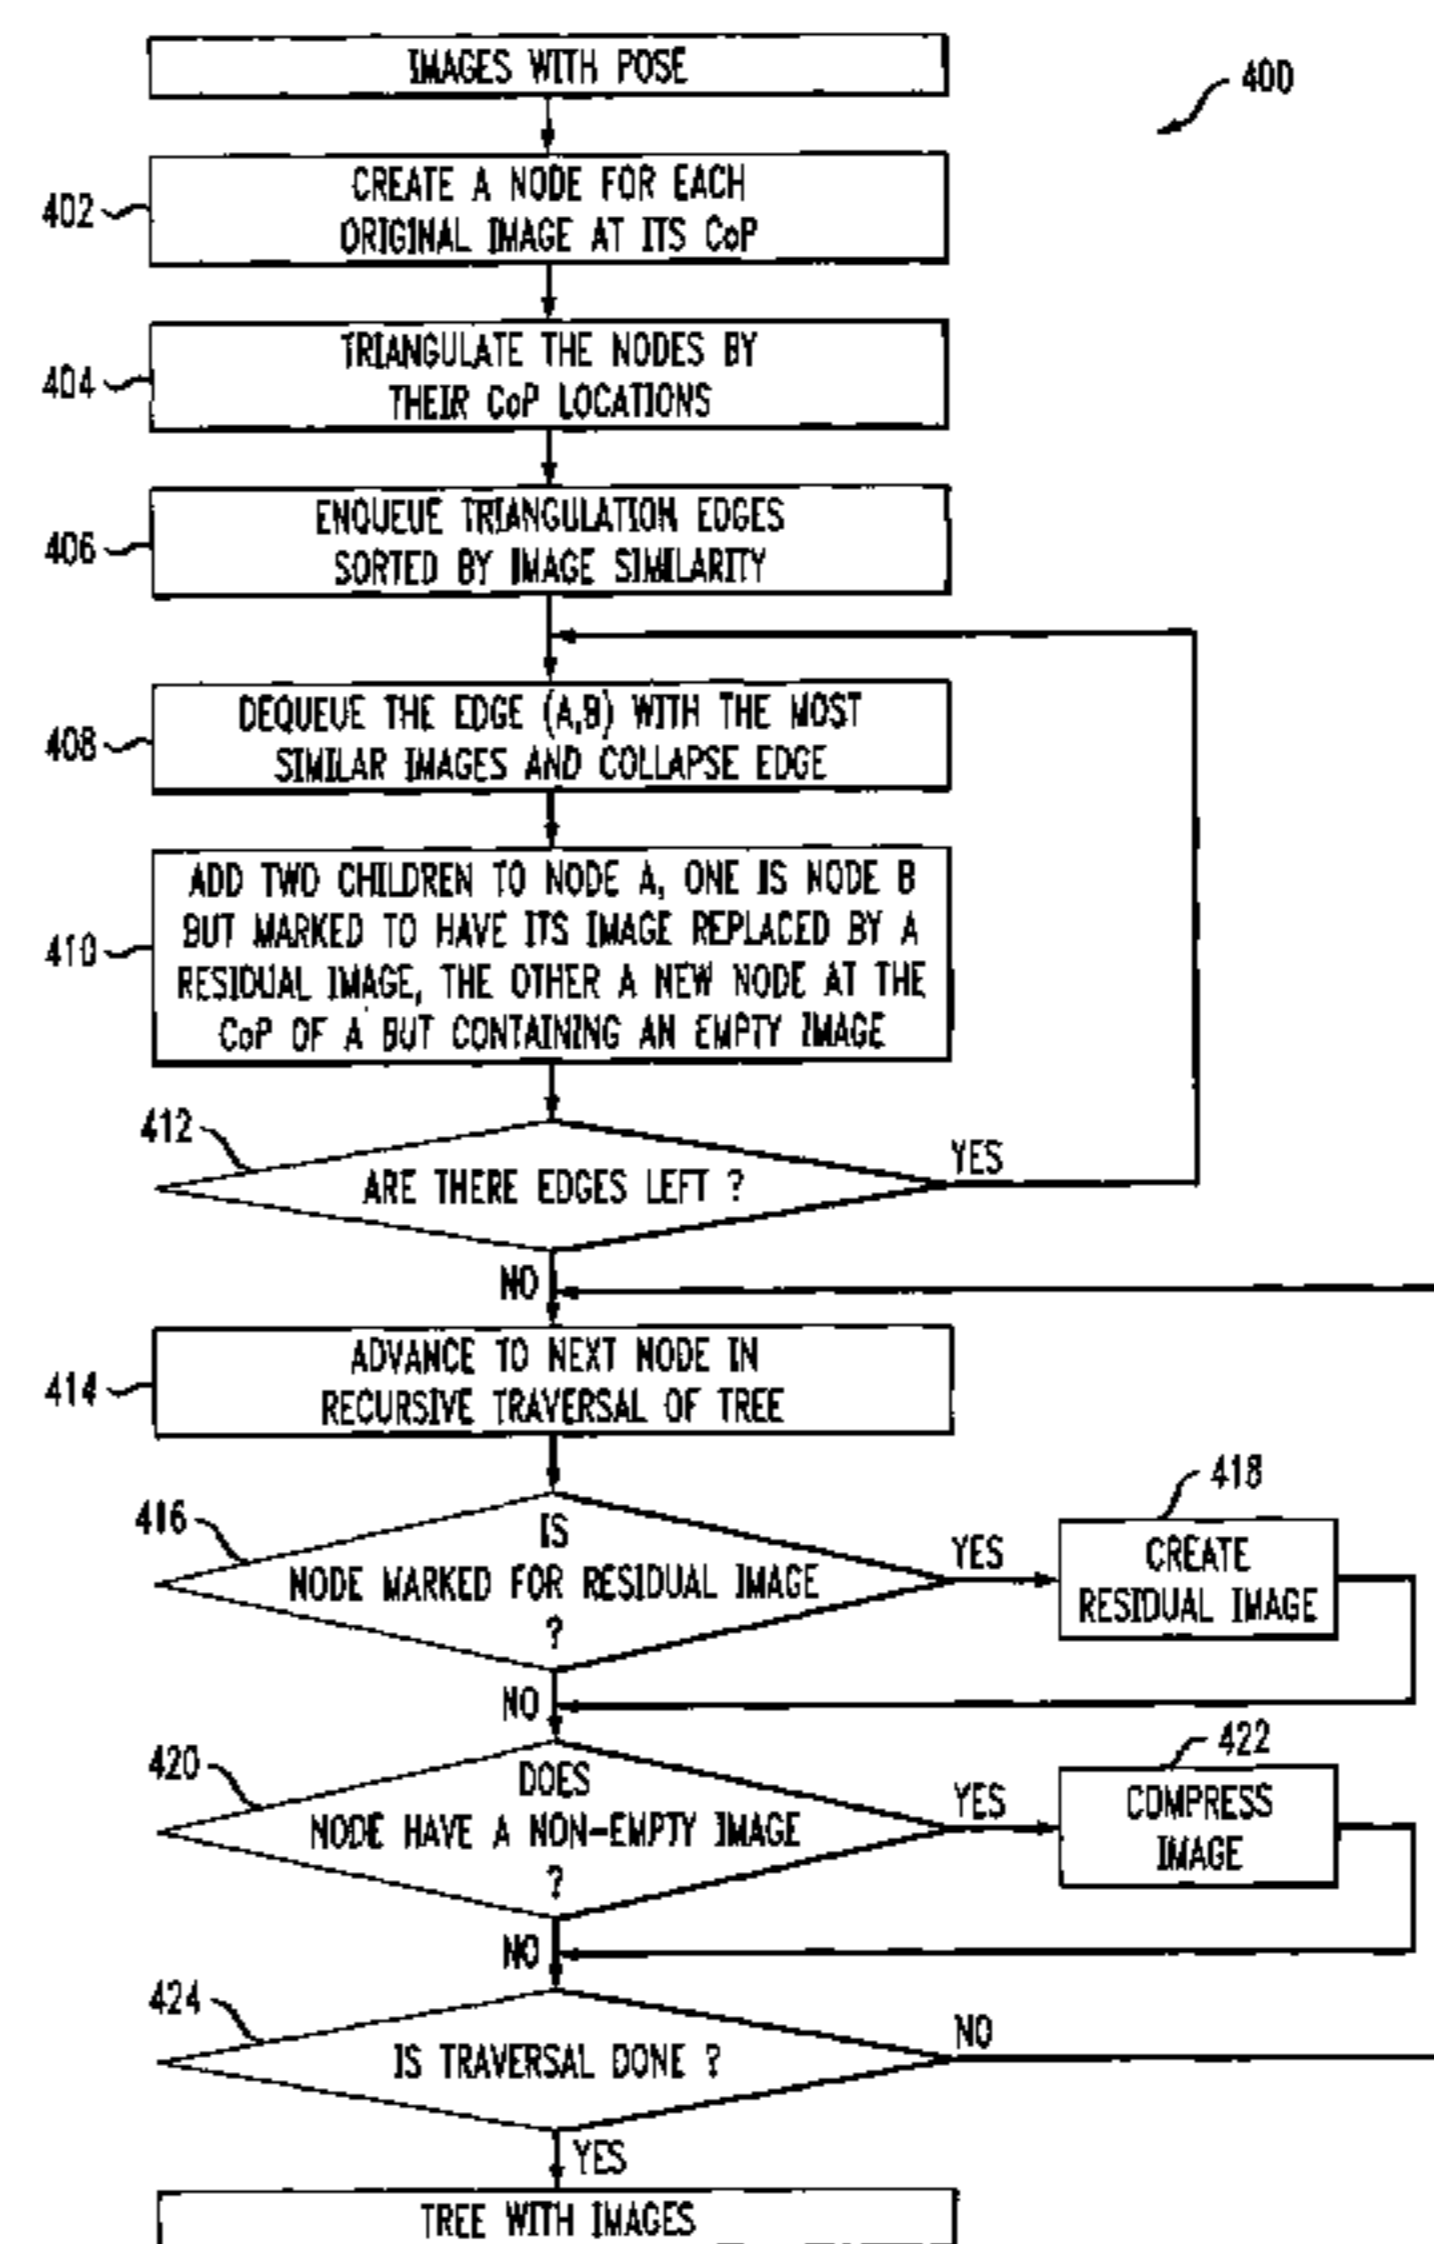 IMAGES WITH POSE
400
402
CREATE A NODE FOR EACH
ORIGINAL IMAGE AT ITS CoP
404
TRIANGULATE THE NODES BY
THEIR CoP LOCATIONS
406
ENQUEUE TRIANGULATION EDGES
SORTED BY IMAGE SIMILARITY
408
DEQUEUE THE EDGE (A,B) WITH THE MOST
SIMILAR IMAGES AND COLLAPSE EDGE
410
ADD TWO CHILDREN TO NODE A, ONE IS NODE B
BUT MARKED TO HAVE ITS IMAGE REPLACED BY A
RESIDUAL IMAGE, THE OTHER A NEW NODE AT THE
CoP OF A BUT CONTAINING AN EMPTY IMAGE
412
ARE THERE EDGES LEFT ?
YES
NO
414
ADVANCE TO NEXT NODE IN
RECURSIVE TRAVERSAL OF TREE
416
IS
NODE MARKED FOR RESIDUAL IMAGE
?
YES
418
CREATE
RESIDUAL IMAGE
NO
420
DOES
NODE HAVE A NON-EMPTY IMAGE
?
YES
422
COMPRESS
IMAGE
NO
424
IS TRAVERSAL DONE ?
NO
YES
TREE WITH IMAGES